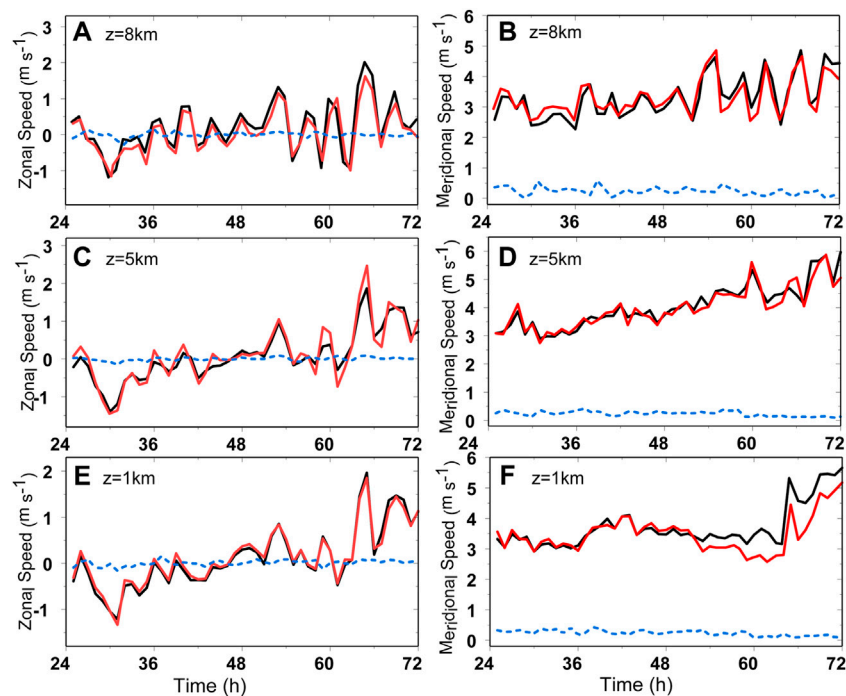 A z=8km
Zonal Speed (m s⁻¹)
3
2
1
0
-1
24 36 48 60 72
B z=8km
Meridional Speed (m s⁻¹)
6
5
4
3
2
1
0
24 36 48 60 72
C z=5km
Zonal Speed (m s⁻¹)
3
2
1
0
-1
24 36 48 60 72
D z=5km
Meridional Speed (m s⁻¹)
6
5
4
3
2
1
0
24 36 48 60 72
E z=1km
Zonal Speed (m s⁻¹)
2
1
0
-1
24 36 48 60 72
Time (h)
F z=1km
Meridional Speed (m s⁻¹)
6
5
4
3
2
1
0
24 36 48 60 72
Time (h)